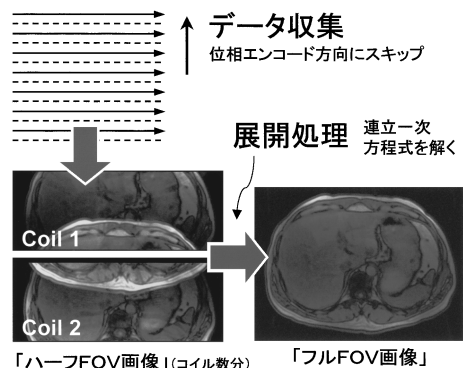 データ収集
位相エンコード方向にスキップ
展開処理
連立一次
方程式を解く
Coil 1
Coil 2
「ハーフFOV画像」(コイル数分)
「フルFOV画像」